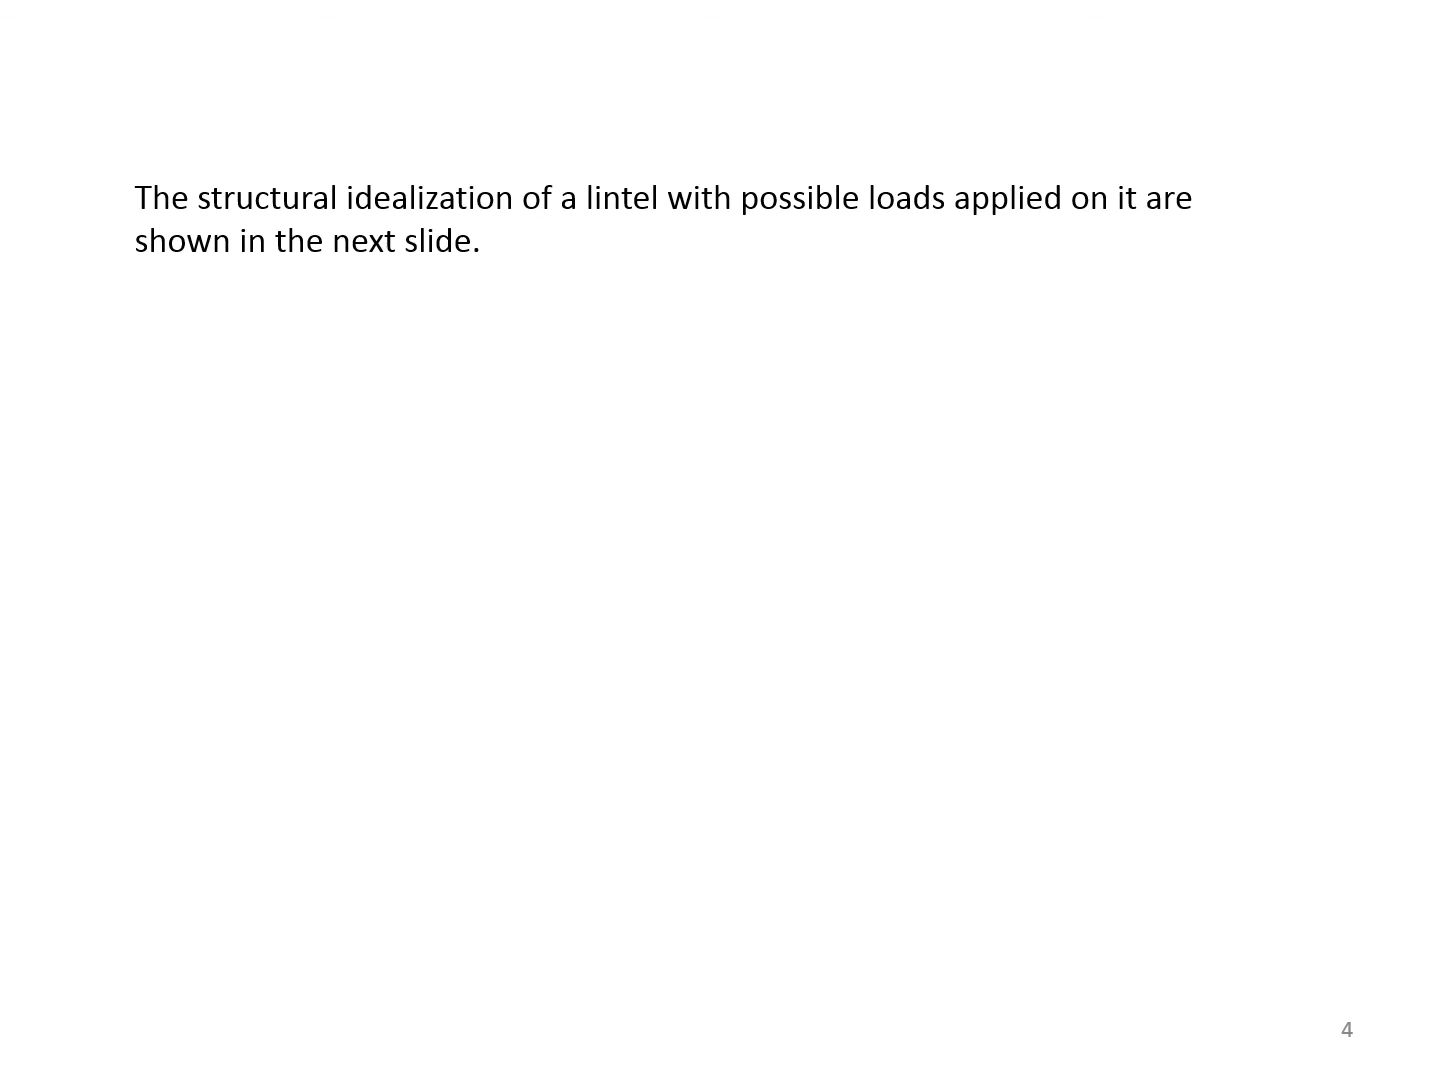 The structural idealization of a lintel with possible loads applied on it are
shown in the next slide.
4